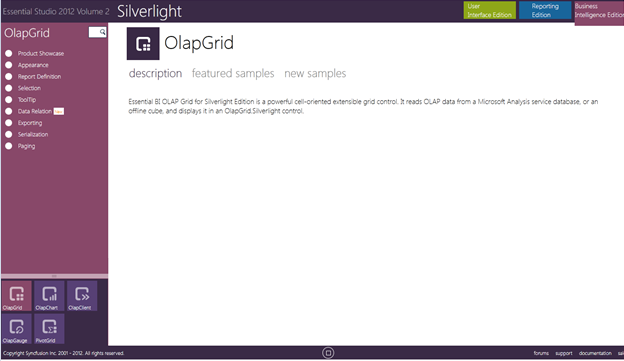 Essential Studio 2012 Volume 2 Silverlight
User
Interface Edition
Reporting
Edition
Business
Intelligence Edition
OlapGrid
Product Showcase
Appearance
Report Definition
Selection
ToolTip
Data Relation
Exporting
Serialization
Paging
OlapGrid
description featured samples new samples
Essential BI OLAP Grid for Silverlight Edition is a powerful cell-oriented extensible grid control. It reads OLAP data from a Microsoft Analysis service database, or an
offline cube, and displays it in an OlapGrid.Silverlight control.
OlapGrid OlapChart OlapClient
OlapGauge PivotGrid
Copyright Syncfusion Inc. 2001 - 2012. All rights reserved.
forums support documentation